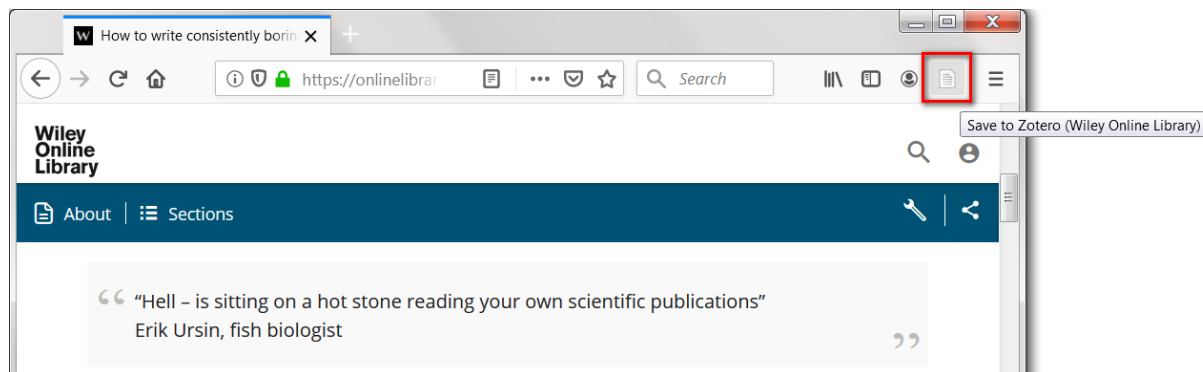 W How to write consistently borin
https://onlinelibrar
Search
Save to Zotero (Wiley Online Library)
Wiley
Online
Library
About
Sections
“Hell – is sitting on a hot stone reading your own scientific publications”
Erik Ursin, fish biologist